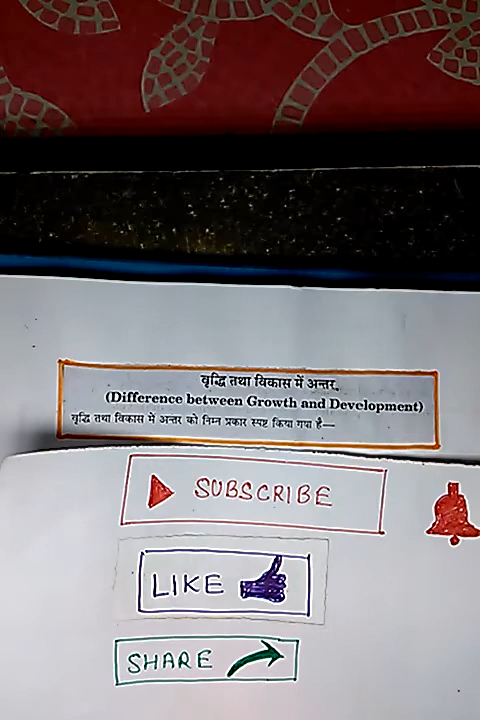 वृद्धि तथा विकास में अन्तर
(Difference between Growth and Development)
वृद्धि तथा विकास में अन्तर को निम्न प्रकार स्पष्ट किया गया है—
SUBSCRIBE
LIKE
SHARE